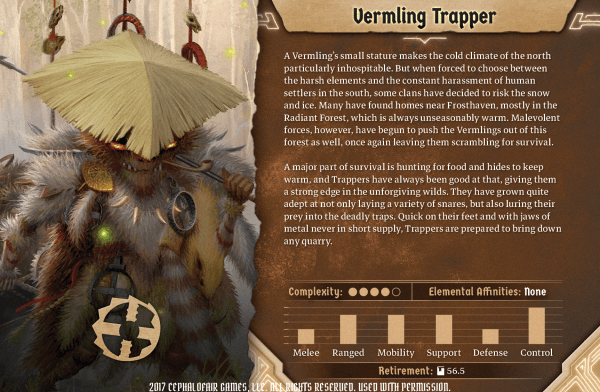 Vermling Trapper
A Vermling's small stature makes the cold climate of the north
particularly inhospitable. But when forced to choose between
the harsh elements and the constant harassment of human
settlers in the south, some clans have decided to risk the snow
and ice. Many have found homes near Frosthaven, mostly in the
Radiant Forest, which is always unseasonably warm. Malevolent
forces, however, have begun to push the Vermlings out of this
forest as well, once again leaving them scrambling for survival.
A major part of survival is hunting for food and hides to keep
warm, and Trappers have always been good at that, giving them
a strong edge in the unforgiving wilds. They have grown quite
adept at not only laying a variety of snares, but also luring their
prey into the deadly traps. Quick on their feet and with jaws of
metal never in short supply, Trappers are prepared to bring down
any quarry.
Complexity: Elemental Affinities: None
Melee Ranged Mobility Support Defense Control
Retirement: 56.5
2017 CEPHALOFAIR GAMES, LLC. ALL RIGHTS RESERVED. USED WITH PERMISSION.